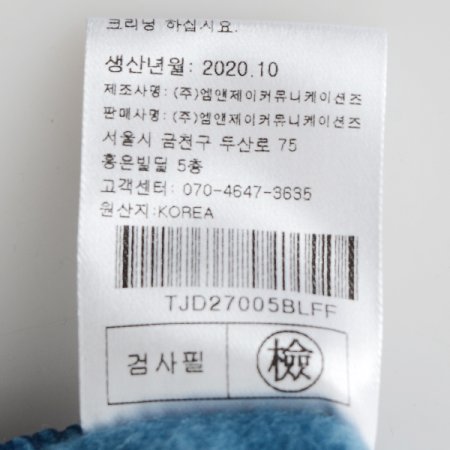 크리닝 하십시요.
생산년월: 2020.10
제조사명: (주)엠앤제이커뮤니케이션즈
판매사명: (주)엠앤제이커뮤니케이션즈
서울시 금천구 두산로 75
홍은빌딜 5층
고객센터: 070-4647-3635
원산지:KOREA
TJD27005BLFF
검사필 檢